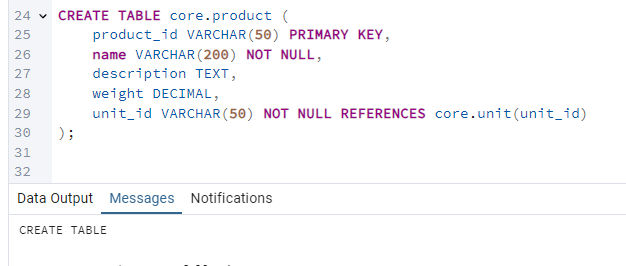 24 CREATE TABLE core.product (
25 product_id VARCHAR(50) PRIMARY KEY,
26 name VARCHAR(200) NOT NULL,
27 description TEXT,
28 weight DECIMAL,
29 unit_id VARCHAR(50) NOT NULL REFERENCES core.unit(unit_id)
30 );
31
32
Data Output Messages Notifications
CREATE TABLE